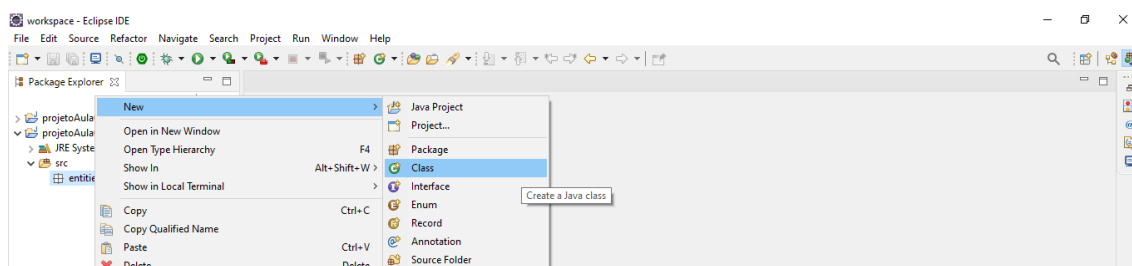 workspace - Eclipse IDE
File Edit Source Refactor Navigate Search Project Run Window Help
Package Explorer
New
Java Project
projetoAula
Project...
projetoAula
Open in New Window
JRE Syste
Open Type Hierarchy F4
Package
src
Show In Alt+Shift+W >
Class
entitie
Show in Local Terminal
Interface
Create a Java class
Enum
Copy Ctrl+C
Record
Copy Qualified Name
Annotation
Paste Ctrl+V
Source Folder
Delete Delete